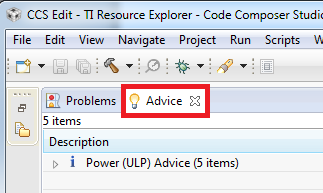 CCS Edit - TI Resource Explorer - Code Composer Studi
File Edit View Navigate Project Run Scripts W
Problems Advice
5 items
Description
Power (ULP) Advice (5 items)